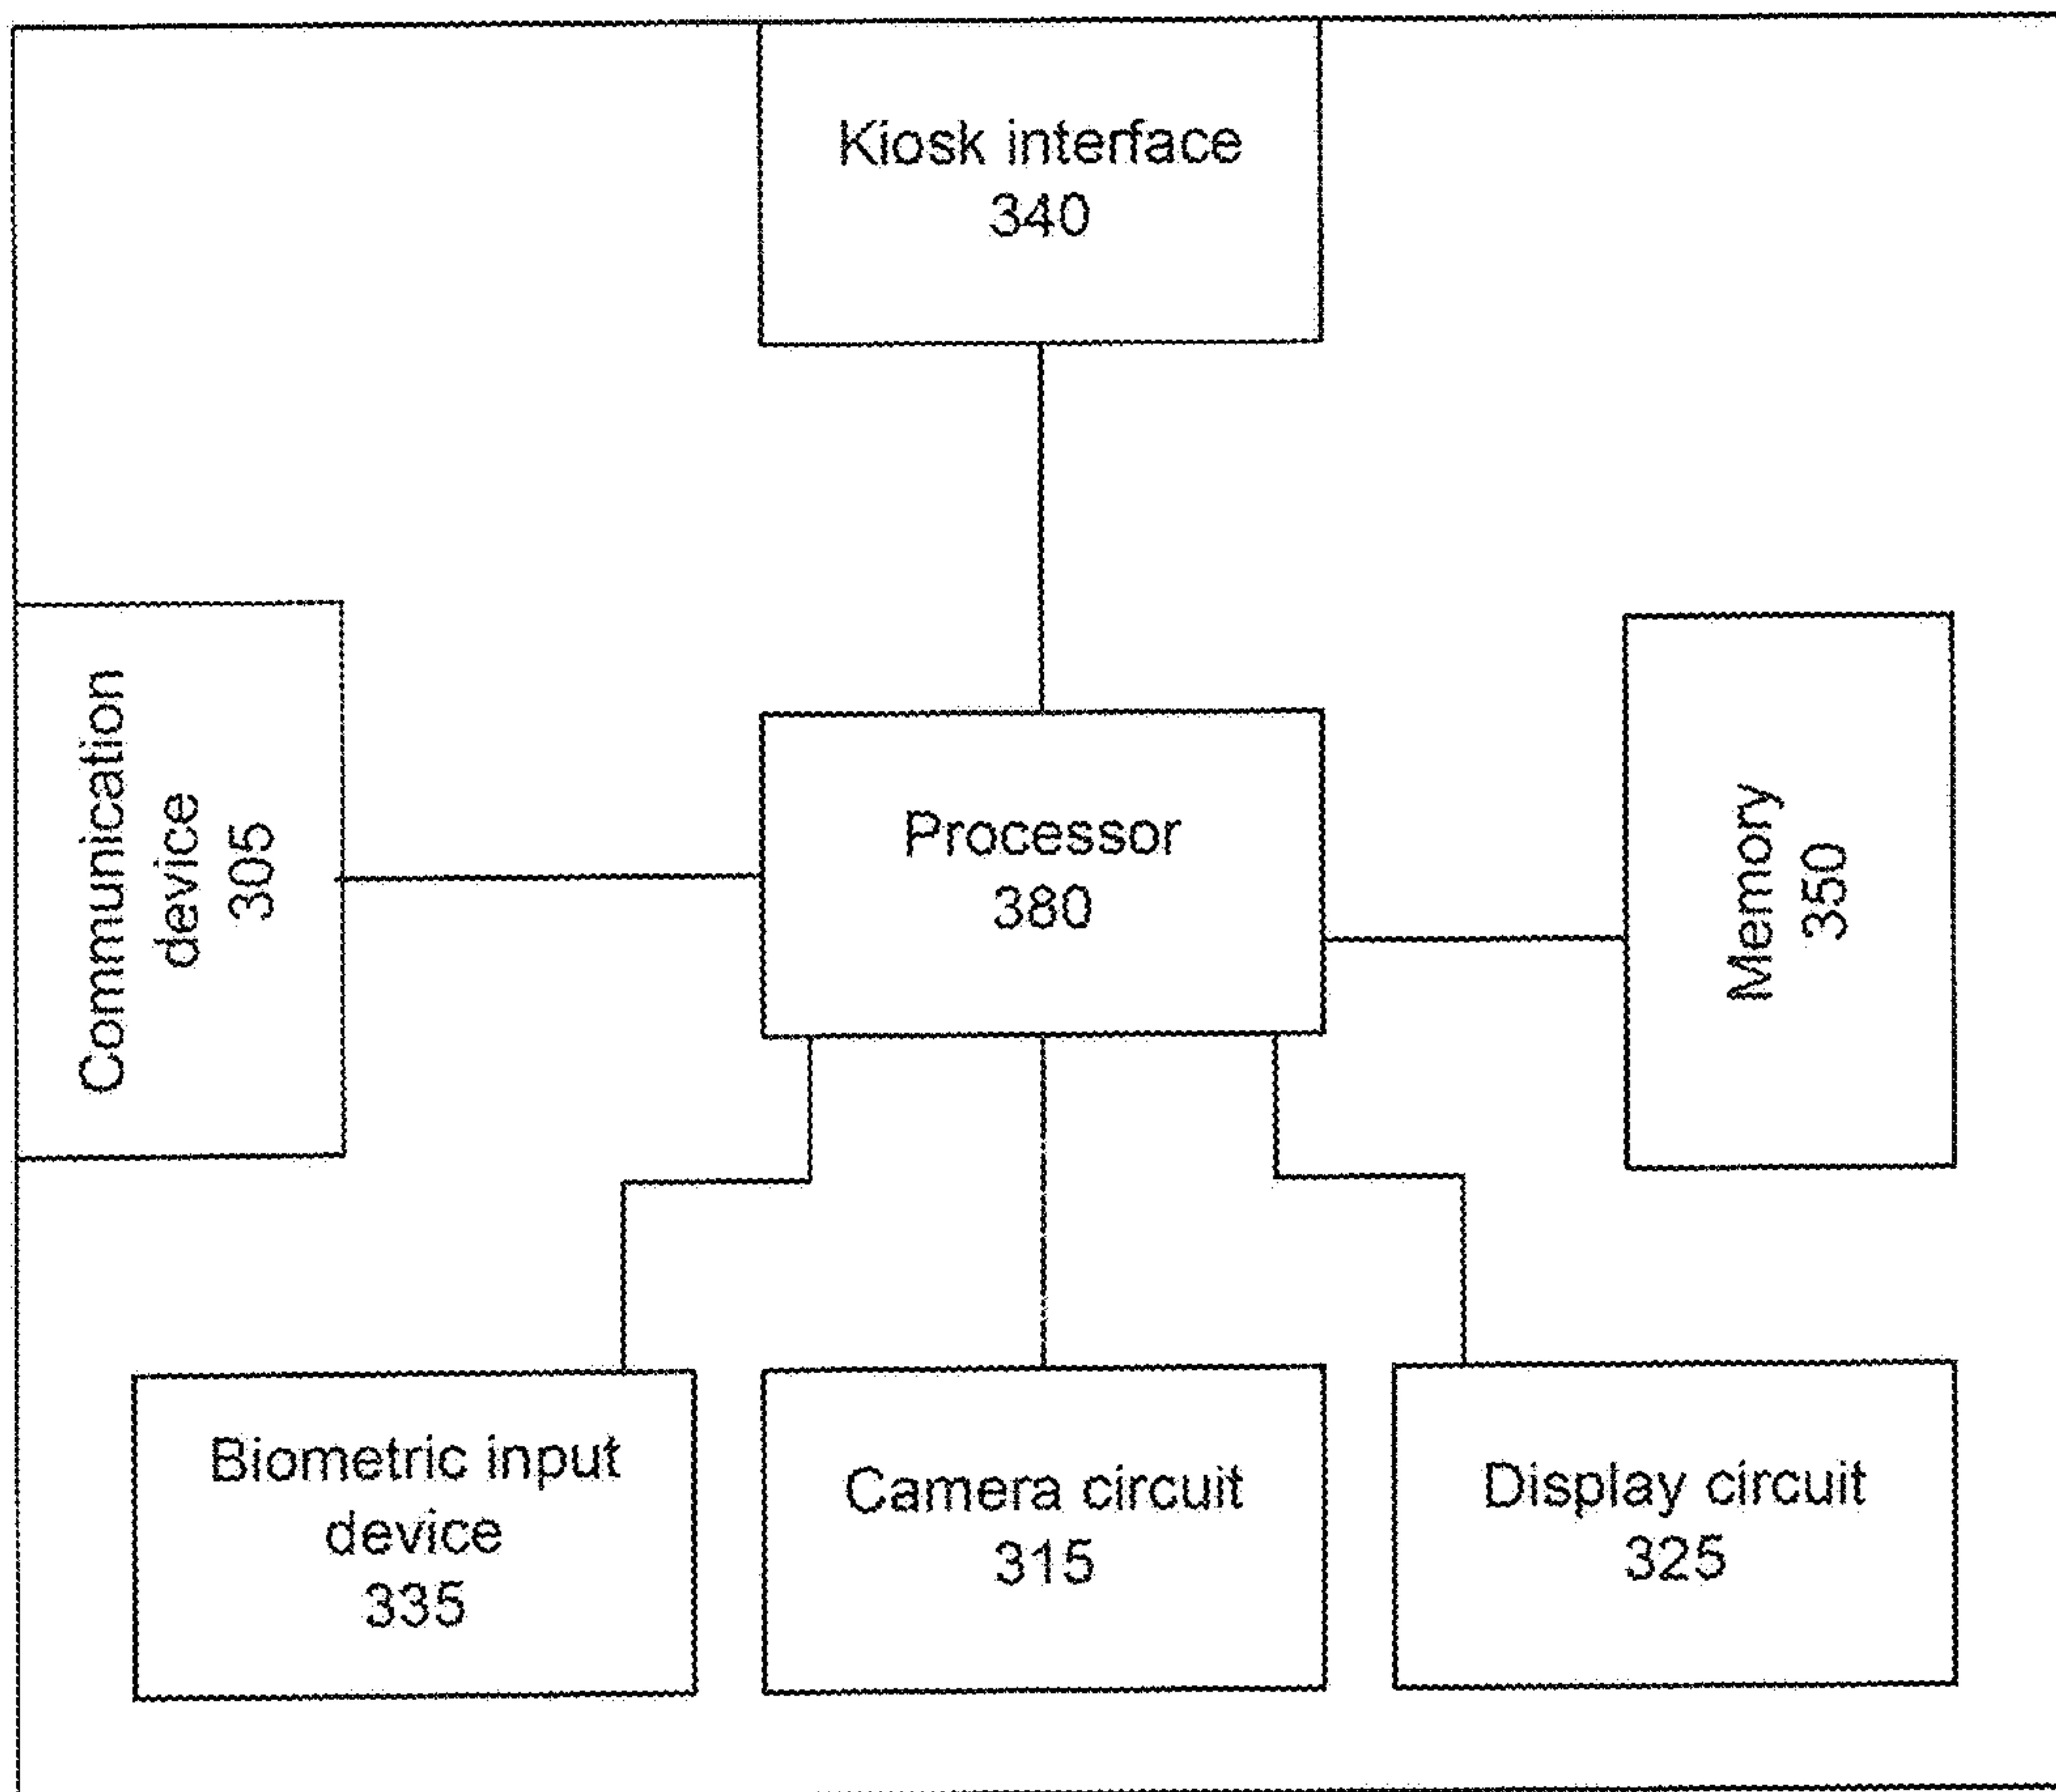 Kiosk interface
340
Communication
device
305
Processor
380
Memory
350
Biometric input
device
335
Camera circuit
315
Display circuit
325